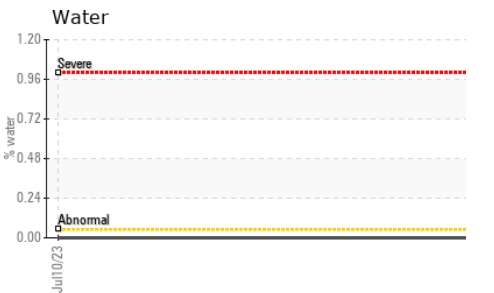 Water
1.20
Severe
0.96
0.72
% water
0.48
0.24
Abnormal
0.00
Jul10/23